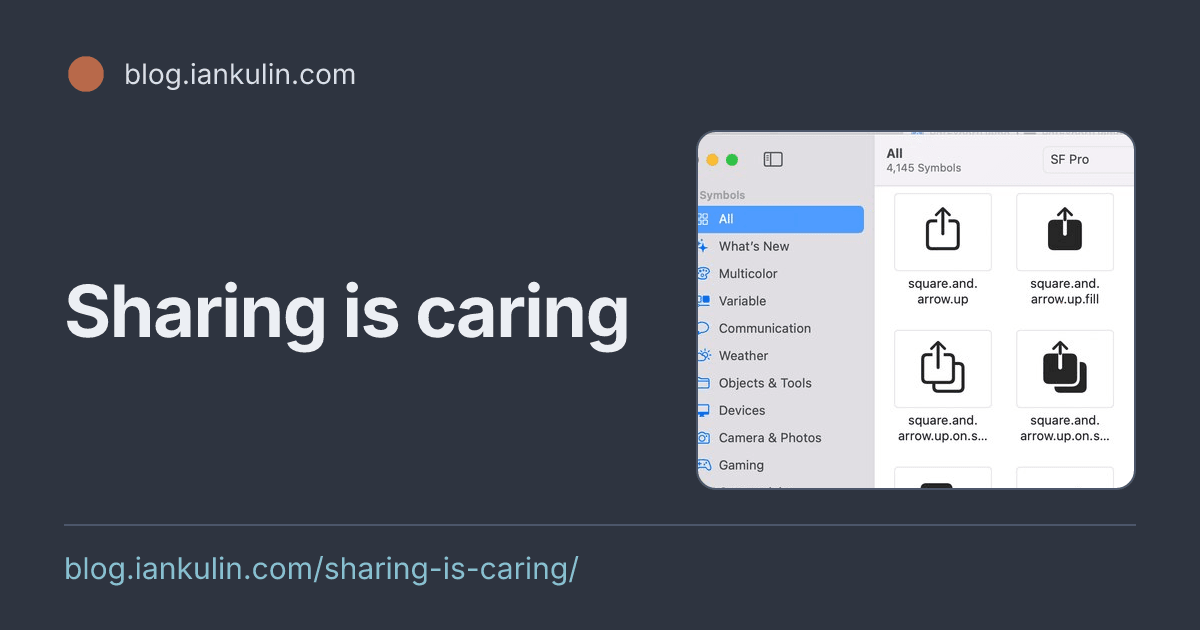 blog.iankulin.com
Sharing is caring
All
4,145 Symbols
SF Pro
Symbols
All
What's New
Multicolor
Variable
Communication
Weather
Objects & Tools
Devices
Camera & Photos
Gaming
square.and.
arrow.up
square.and.
arrow.up.fill
square.and.
arrow.up.on.s...
square.and.
arrow.up.on.s...
blog.iankulin.com/sharing-is-caring/